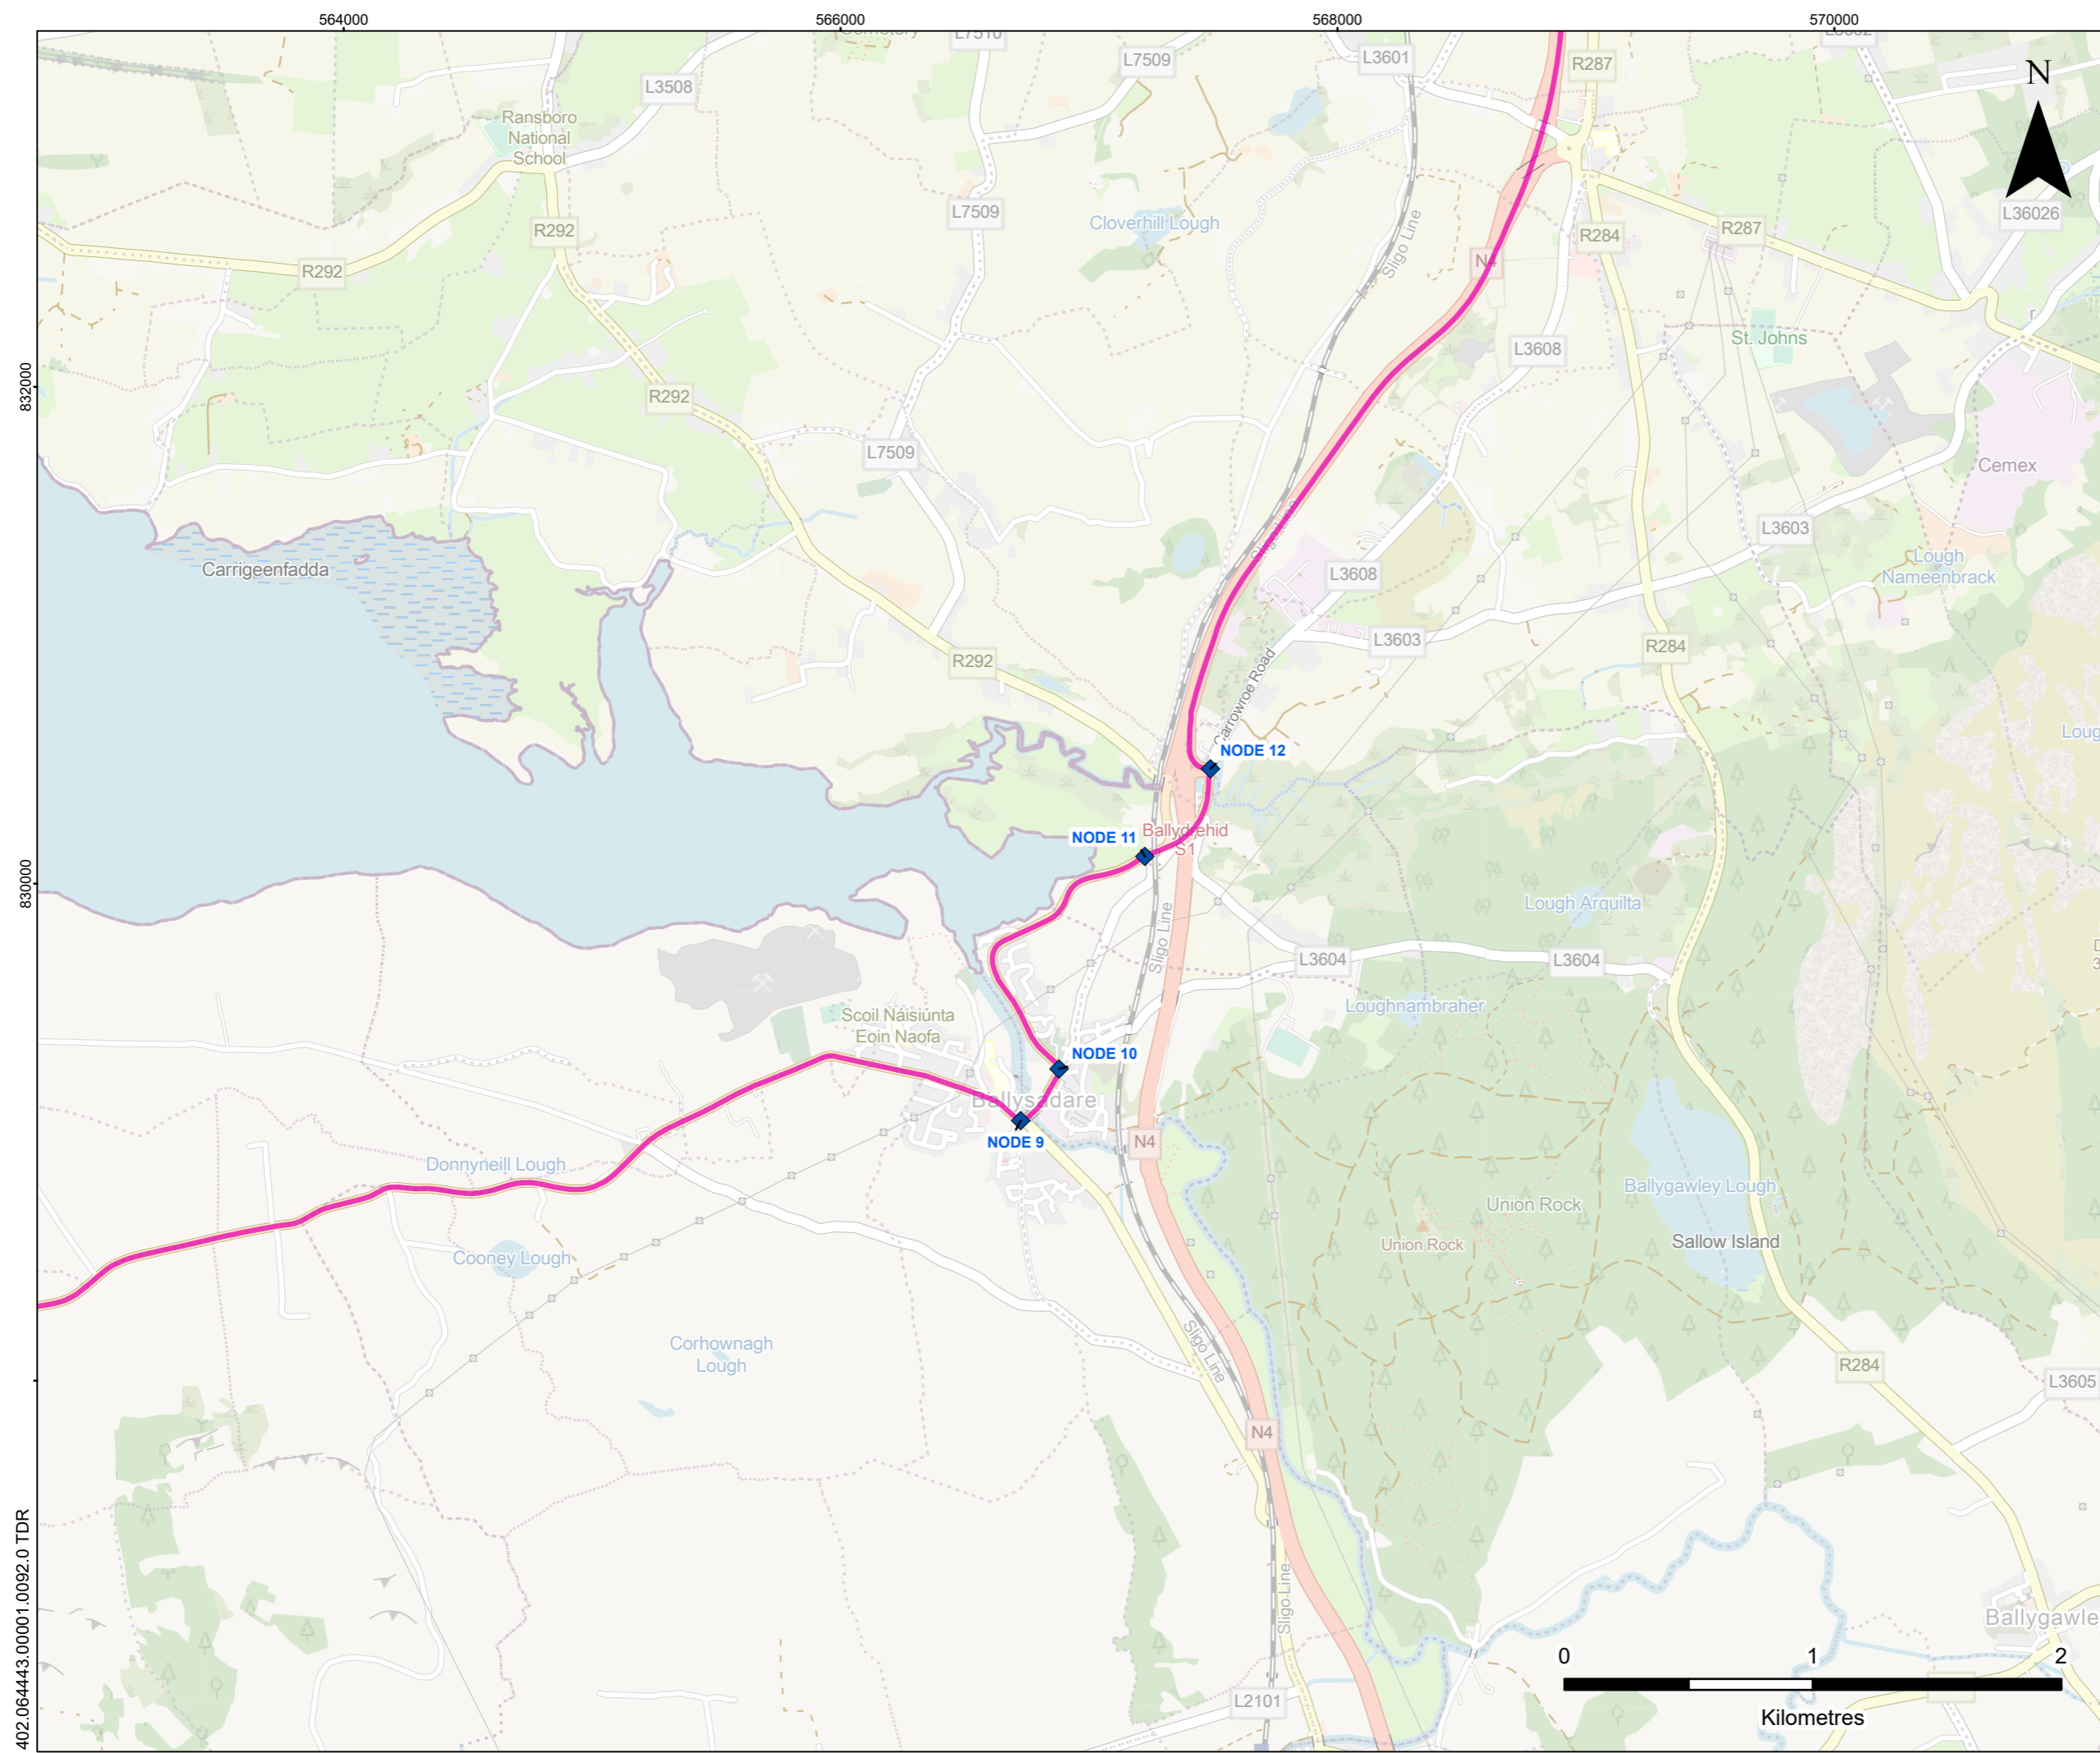 564000
566000
568000
570000
L7510
L7509
L3601
R287
N
L3508
Ransboro
National
School
L7509
L36026
R292
Cloverhill Lough
Sligo Line
R284
R287
R292
N4
St. Johns
L3608
832000
R292
L7509
Cemex
L3603
Carrigeenfadda
Lough
Nameenbrack
L3608
L3603
R284
R292
Carrowroe Road
NODE 12
NODE 11
Ballydrehid
S1
830000
Lough Arquilta
Sligo Line
L3604
L3604
Loughnambraher
Scoil Náisiúnta
Eoin Naofa
NODE 10
Ballysadare
NODE 9
N4
Donnyneill Lough
Ballygawley Lough
Union Rock
Union Rock
Sallow Island
Cooney Lough
Corhownagh
Lough
Sligo Line
R284
L3605
N4
402.064443.00001.0092.0 TDR
Sligo Line
Ballygawle
0
1
2
L2101
Kilometres